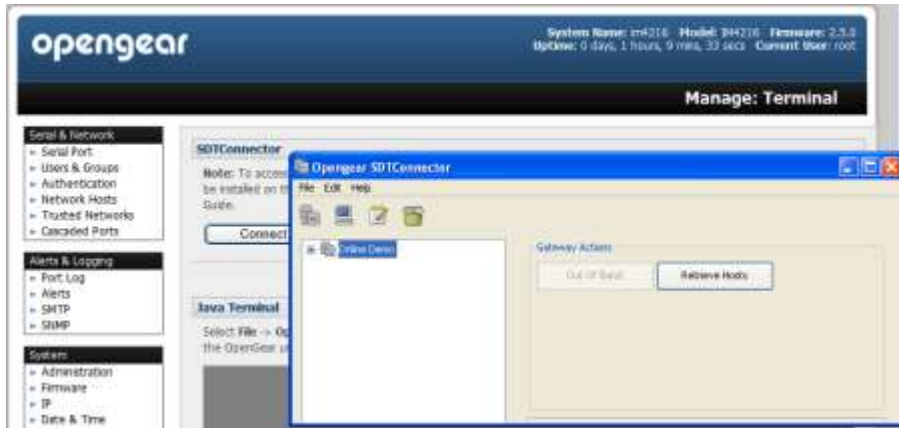 opengear
System Name: im4216 Model: IM4216 Firmware: 2.5.0
Uptime: 0 days, 1 hours, 9 mins, 33 secs Current User: root
Manage: Terminal
Serial & Network
Serial Port
Users & Groups
Authentication
Network Hosts
Trusted Networks
Cascaded Ports
Alerts & Logging
Port Log
Alerts
SMTP
SNMP
System
Administration
Firmware
IP
Date & Time
SDTConnector
Note: To access
be installed on th
Guide.
Connect
Java Terminal
Select File -> Op
the OpenGear u
Opengear SDTConnector
File Edit Help
Online Demo
Gateway Actions
Out Of Band
Retrieve Hosts